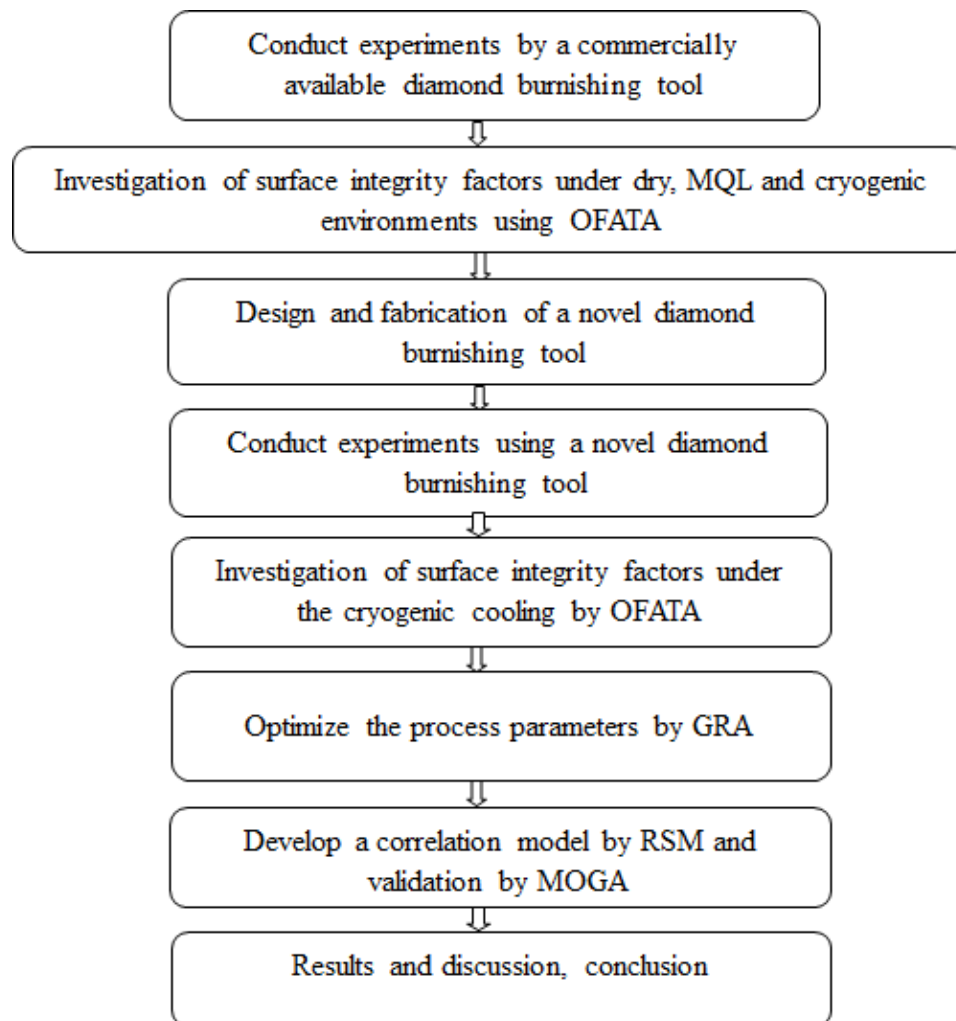 Conduct experiments by a commercially
available diamond burnishing tool
Investigation of surface integrity factors under dry, MQL and cryogenic
environments using OFATA
Design and fabrication of a novel diamond
burnishing tool
Conduct experiments using a novel diamond
burnishing tool
Investigation of surface integrity factors under
the cryogenic cooling by OFATA
Optimize the process parameters by GRA
Develop a correlation model by RSM and
validation by MOGA
Results and discussion, conclusion